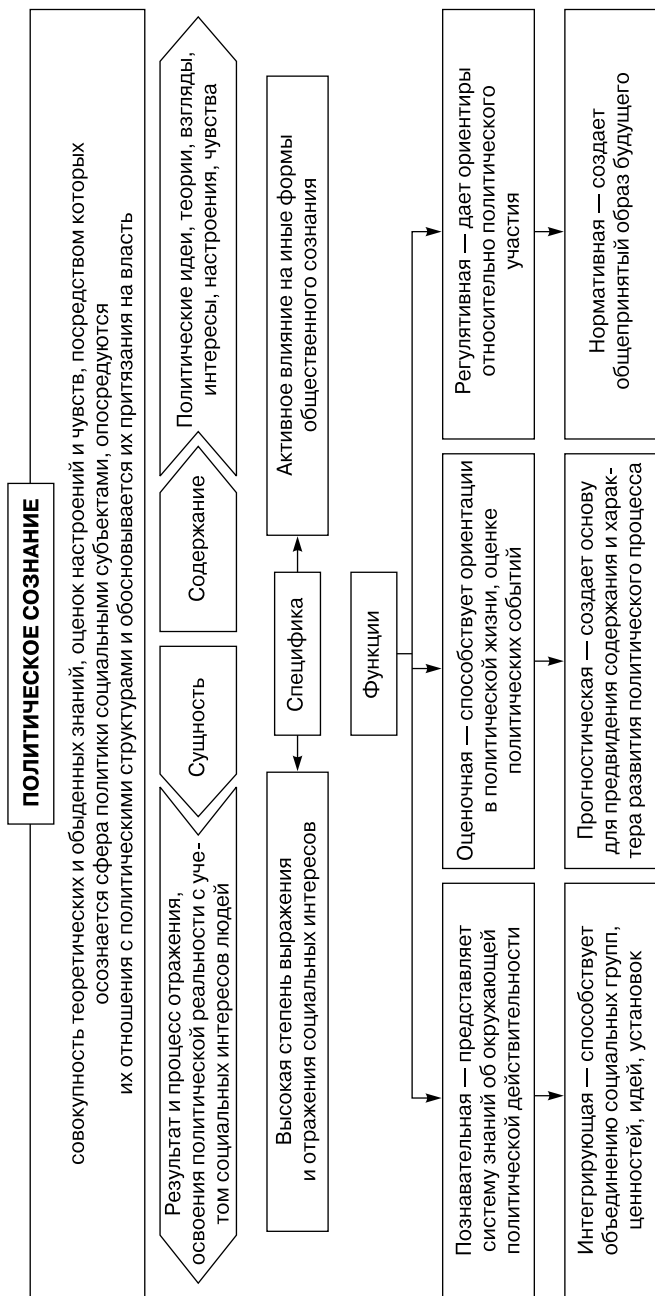 ПОЛИТИЧЕСКОЕ СОЗНАНИЕ
совокупность теоретических и обыденных знаний, оценок настроений и чувств, посредством которых
осознается сфера политики социальными субъектами, опосредуются
их отношения с политическими структурами и обосновывается их притязания на власть
Результат и процесс отражения,
освоения политической реальности с уче-
том социальных интересов людей
Сущность
Содержание
Политические идеи, теории, взгляды,
интересы, настроения, чувства
Высокая степень выражения
и отражения социальных интересов
Специфика
Активное влияние на иные формы
общественного сознания
Функции
Познавательная — представляет
систему знаний об окружающей
политической действительности
Оценочная — способствует ориентации
в политической жизни, оценке
политических событий
Регулятивная — дает ориентиры
относительно политического
участия
Интегрирующая — способствует
объединению социальных групп,
ценностей, идей, установок
Прогностическая — создает основу
для предвидения содержания и харак-
тера развития политического процесса
Нормативная — создает
общепринятый образ будущего